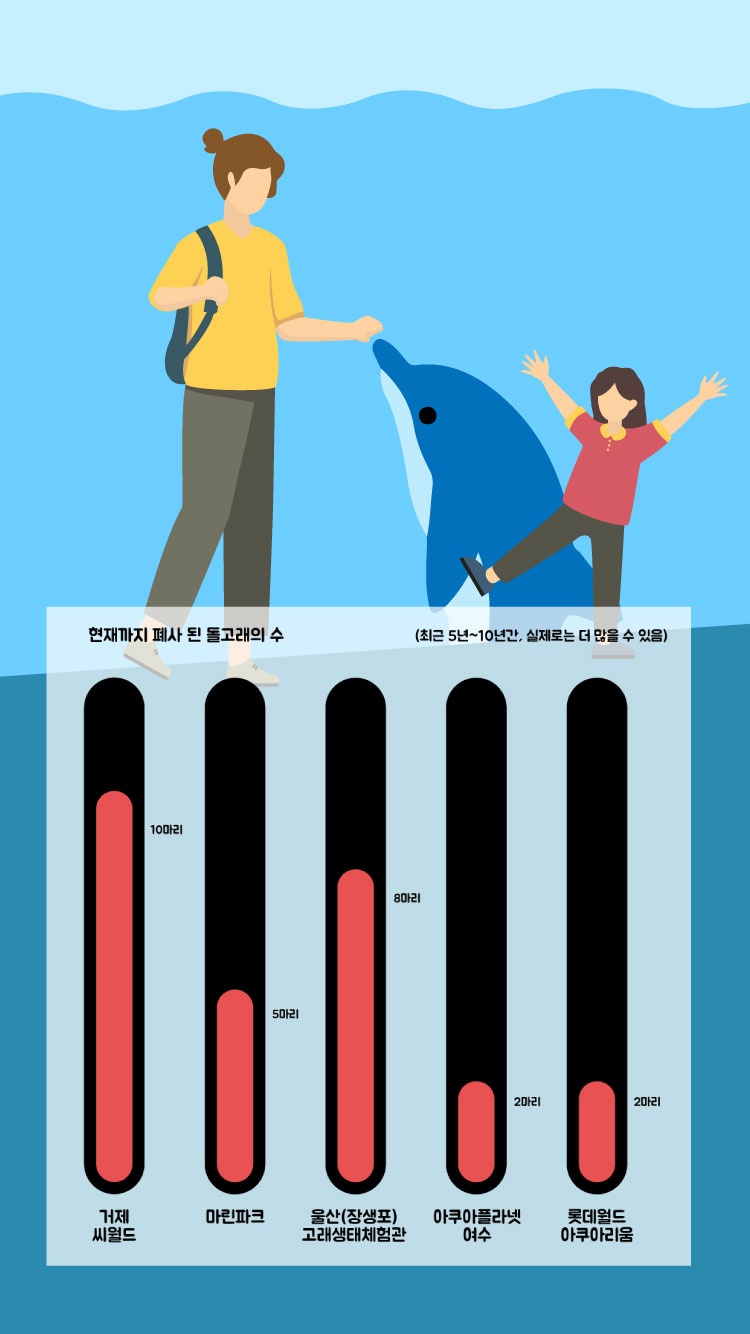 현재까지 폐사 된 돌고래의 수
(최근 5년~10년간, 실제로는 더 많을 수 있음)
10마리
5마리
8마리
2마리
2마리
거제
씨월드
마린파크
울산(장생포)
고래생태체험관
아쿠아플라넷
여수
롯데월드
아쿠아리움